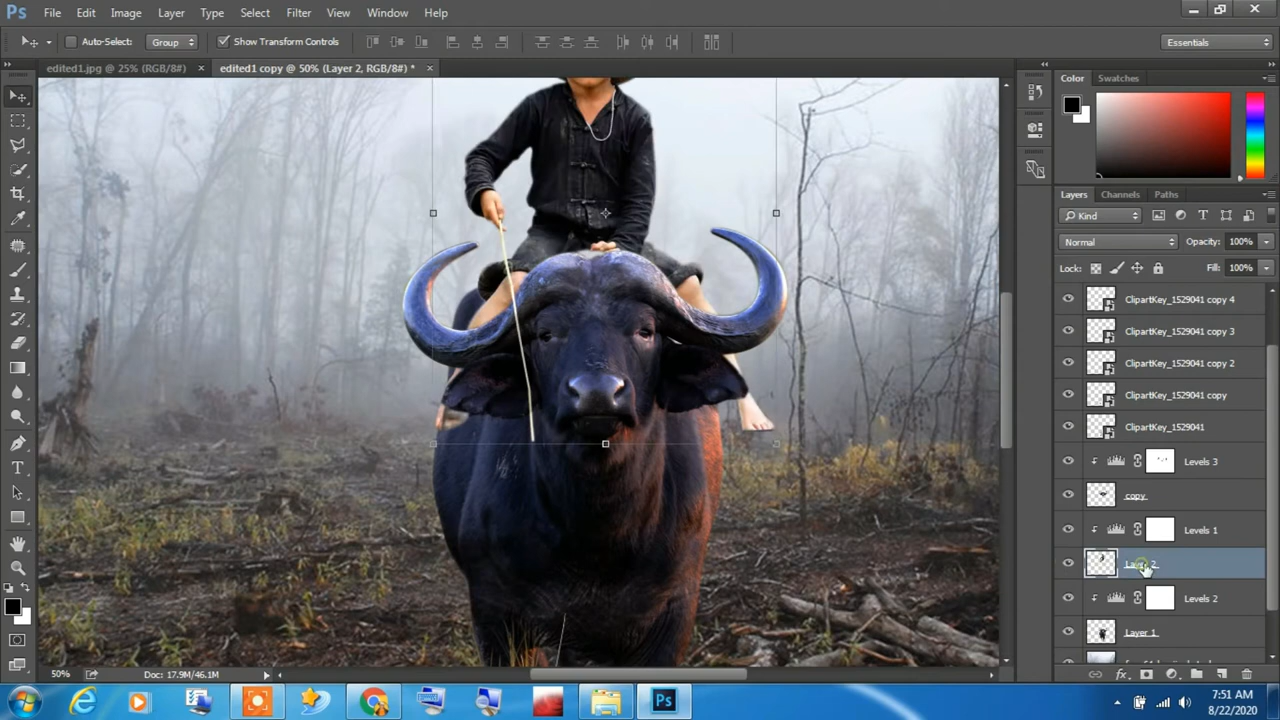 Ps File Edit Image Layer Type Select Filter 3D View Window Help
Auto-Select: Group Show Transform Controls Essentials
edited1.jpg @ 25% (RGB/8#) × edited1 copy @ 50% (Layer 2, RGB/8#) * ×
Color Swatches
Layers Channels Paths
Kind
Normal Opacity: 100%
Lock: Fill: 100%
ClipartKey_1529041 copy 4
ClipartKey_1529041 copy 3
ClipartKey_1529041 copy 2
ClipartKey_1529041 copy
ClipartKey_1529041
Levels 3
copy
Levels 1
Layer 2
Levels 2
Layer 1
50% Doc: 17.9M/46.1M
Ps
7:51 AM
8/22/2020